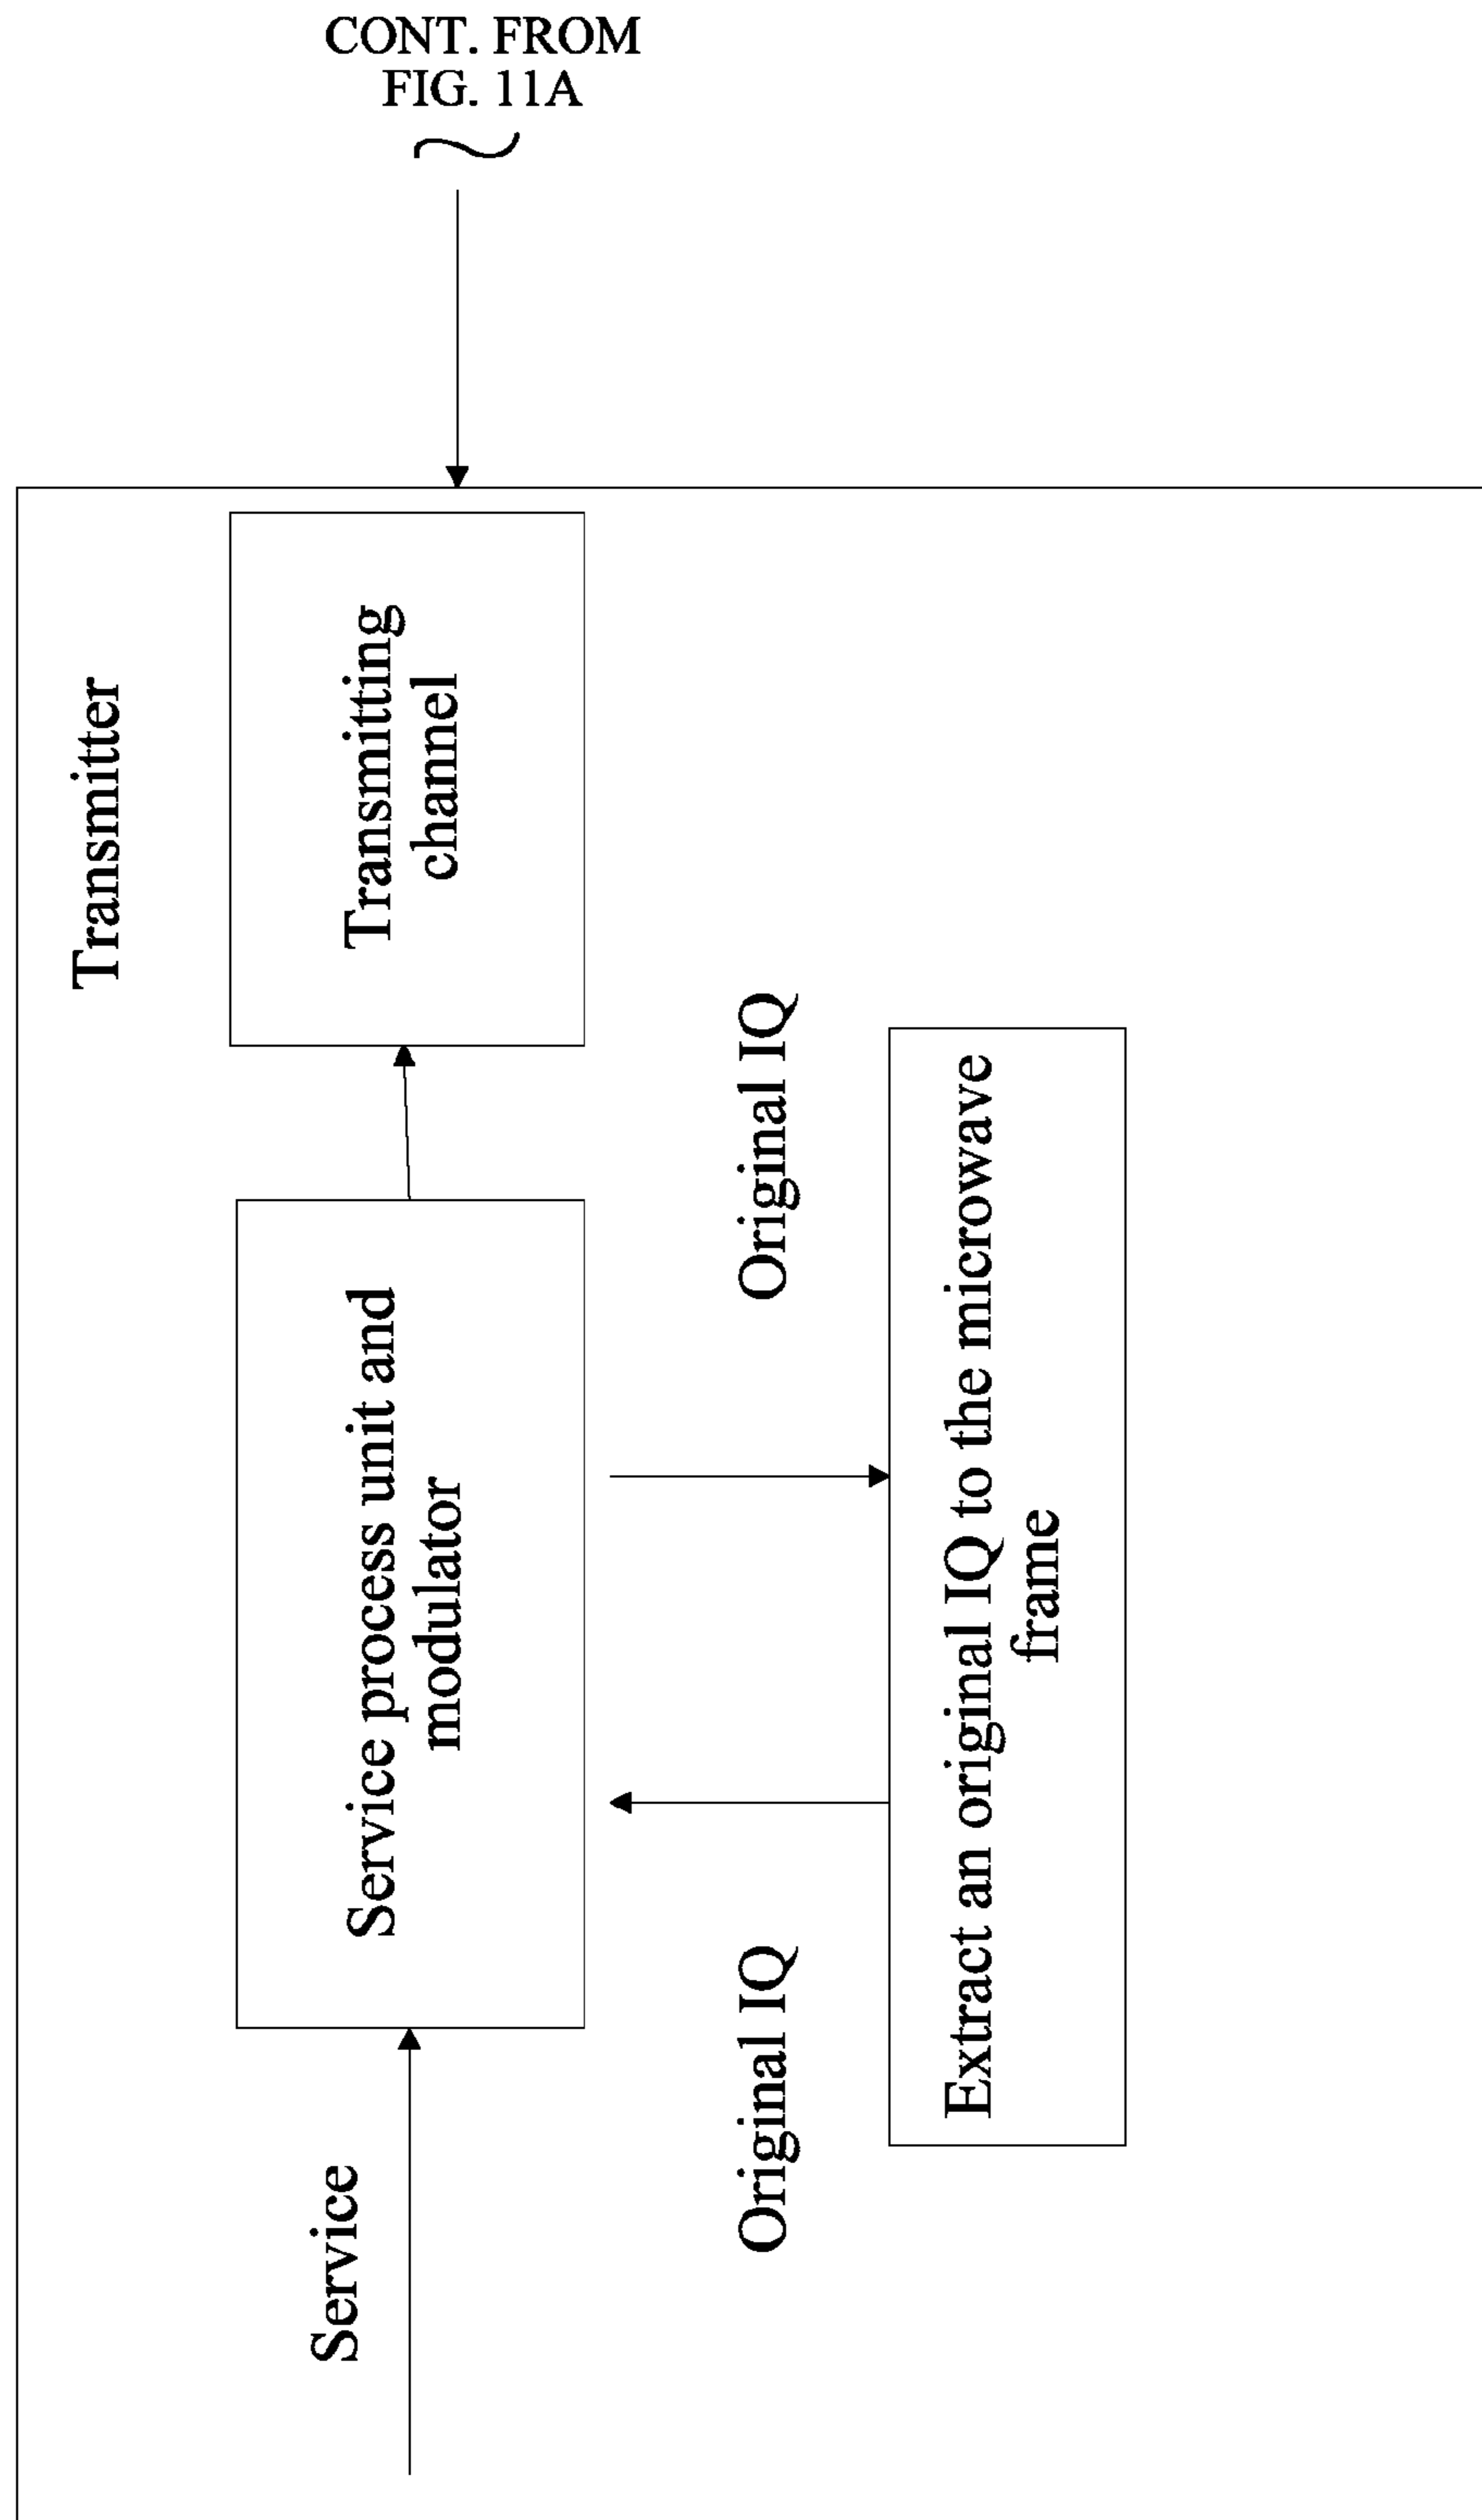 CONT. FROM
FIG. 11A
Transmitter
Transmitting
channel
Service process unit and
modulator
Service
Original IQ
Original IQ
Extract an original IQ to the microwave
frame